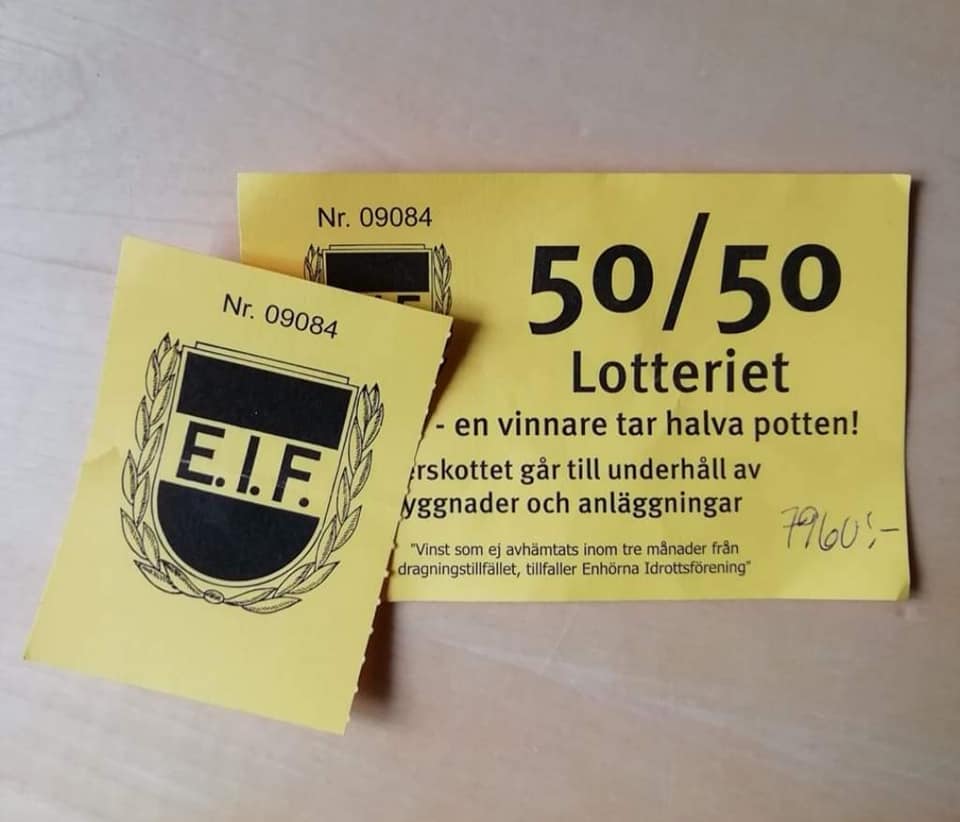 Nr. 09084
50/50
Lotteriet
- en vinnare tar halva potten!
erskottet går till underhåll av
yggnader och anläggningar
"Vinst som ej avhämtats inom tre månader från
dragningstillfället, tillfaller Enhörna Idrottsförening"
7960:-
Nr. 09084
E.I.F.